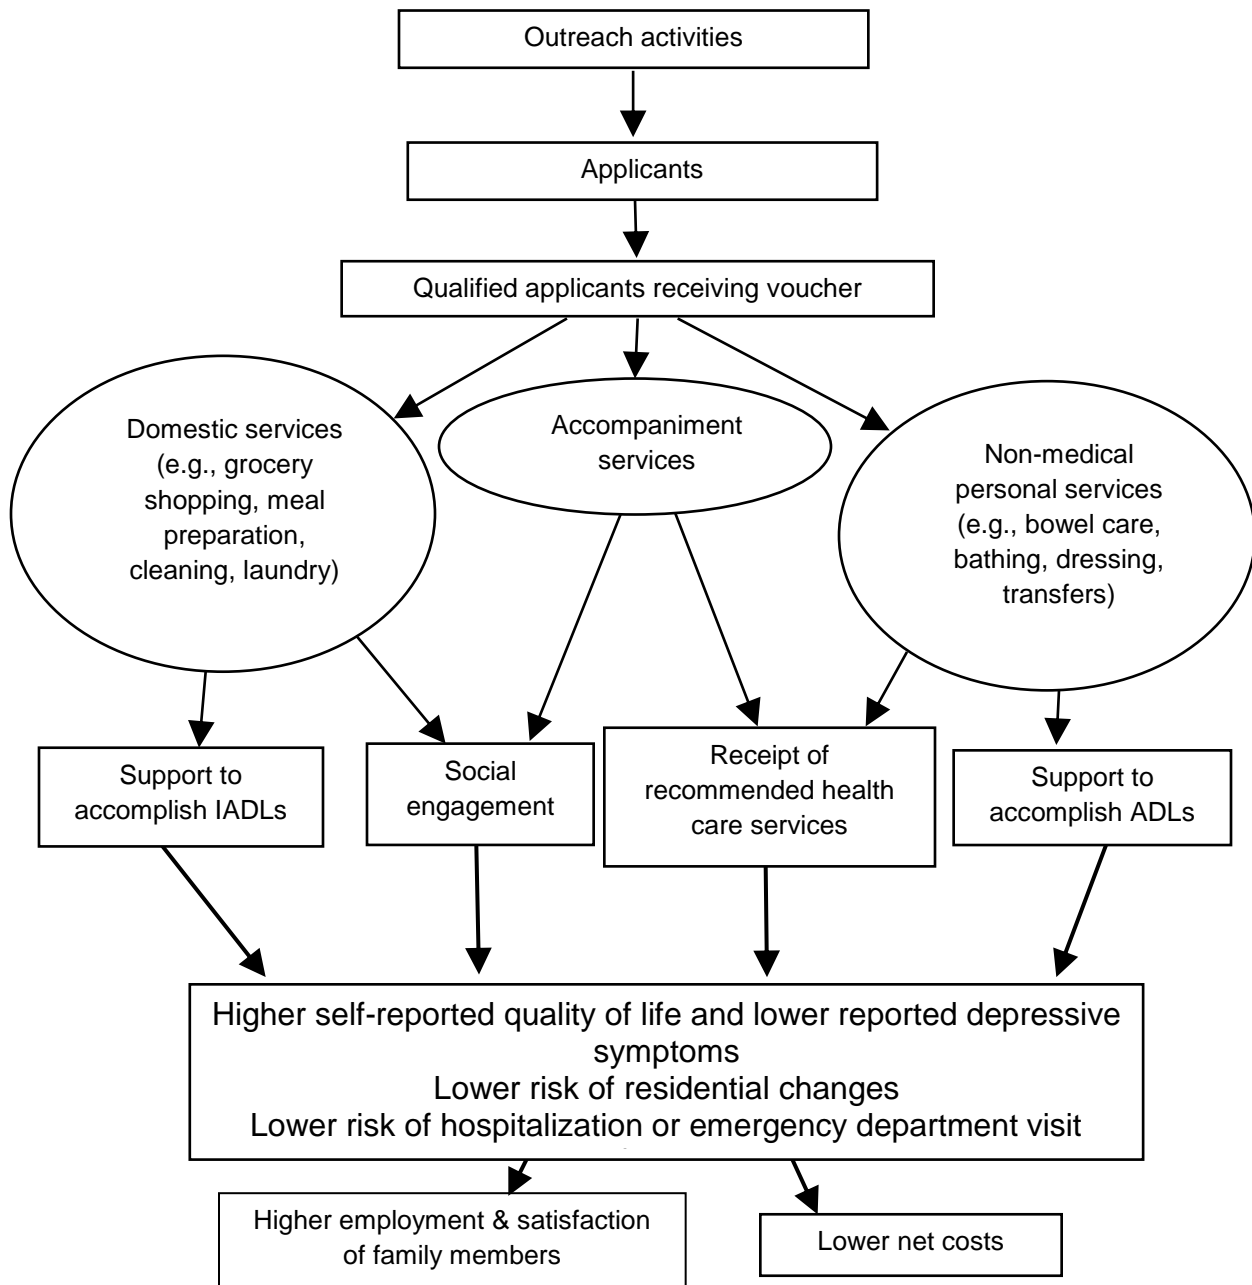 Outreach activities
Applicants
Qualified applicants receiving voucher
Domestic services
(e.g., grocery
shopping, meal
preparation,
cleaning, laundry)
Accompaniment
services
Non-medical
personal services
(e.g., bowel care,
bathing, dressing,
transfers)
Support to
accomplish IADLs
Social
engagement
Receipt of
recommended health
care services
Support to
accomplish ADLs
Higher self-reported quality of life and lower reported depressive
symptoms
Lower risk of residential changes
Lower risk of hospitalization or emergency department visit
Higher employment & satisfaction
of family members
Lower net costs